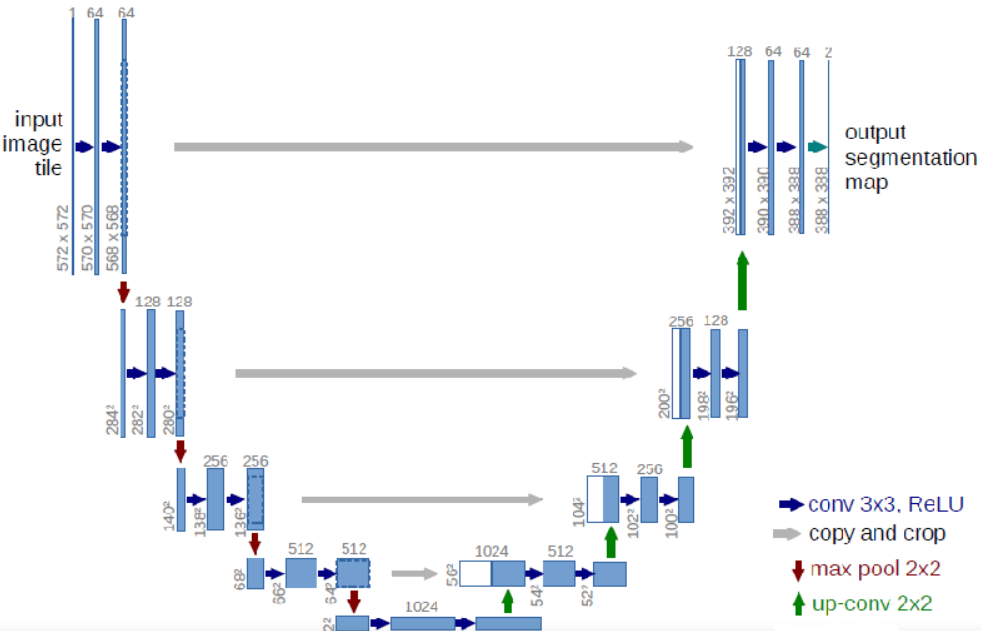 1 64 64
128 64 64 2
input
image
tile
output
segmentation
map
572 x 572
570 x 570
568 x 568
392 x 392
390 x 390
388 x 388
388 x 388
128 128
256 128
284²
282²
280²
200²
198²
196²
256 256
512 256
140²
138²
136²
104²
102²
100²
conv 3x3, ReLU
copy and crop
max pool 2x2
up-conv 2x2
512 512
1024 512
68²
66²
64²
56²
54²
52²
1024